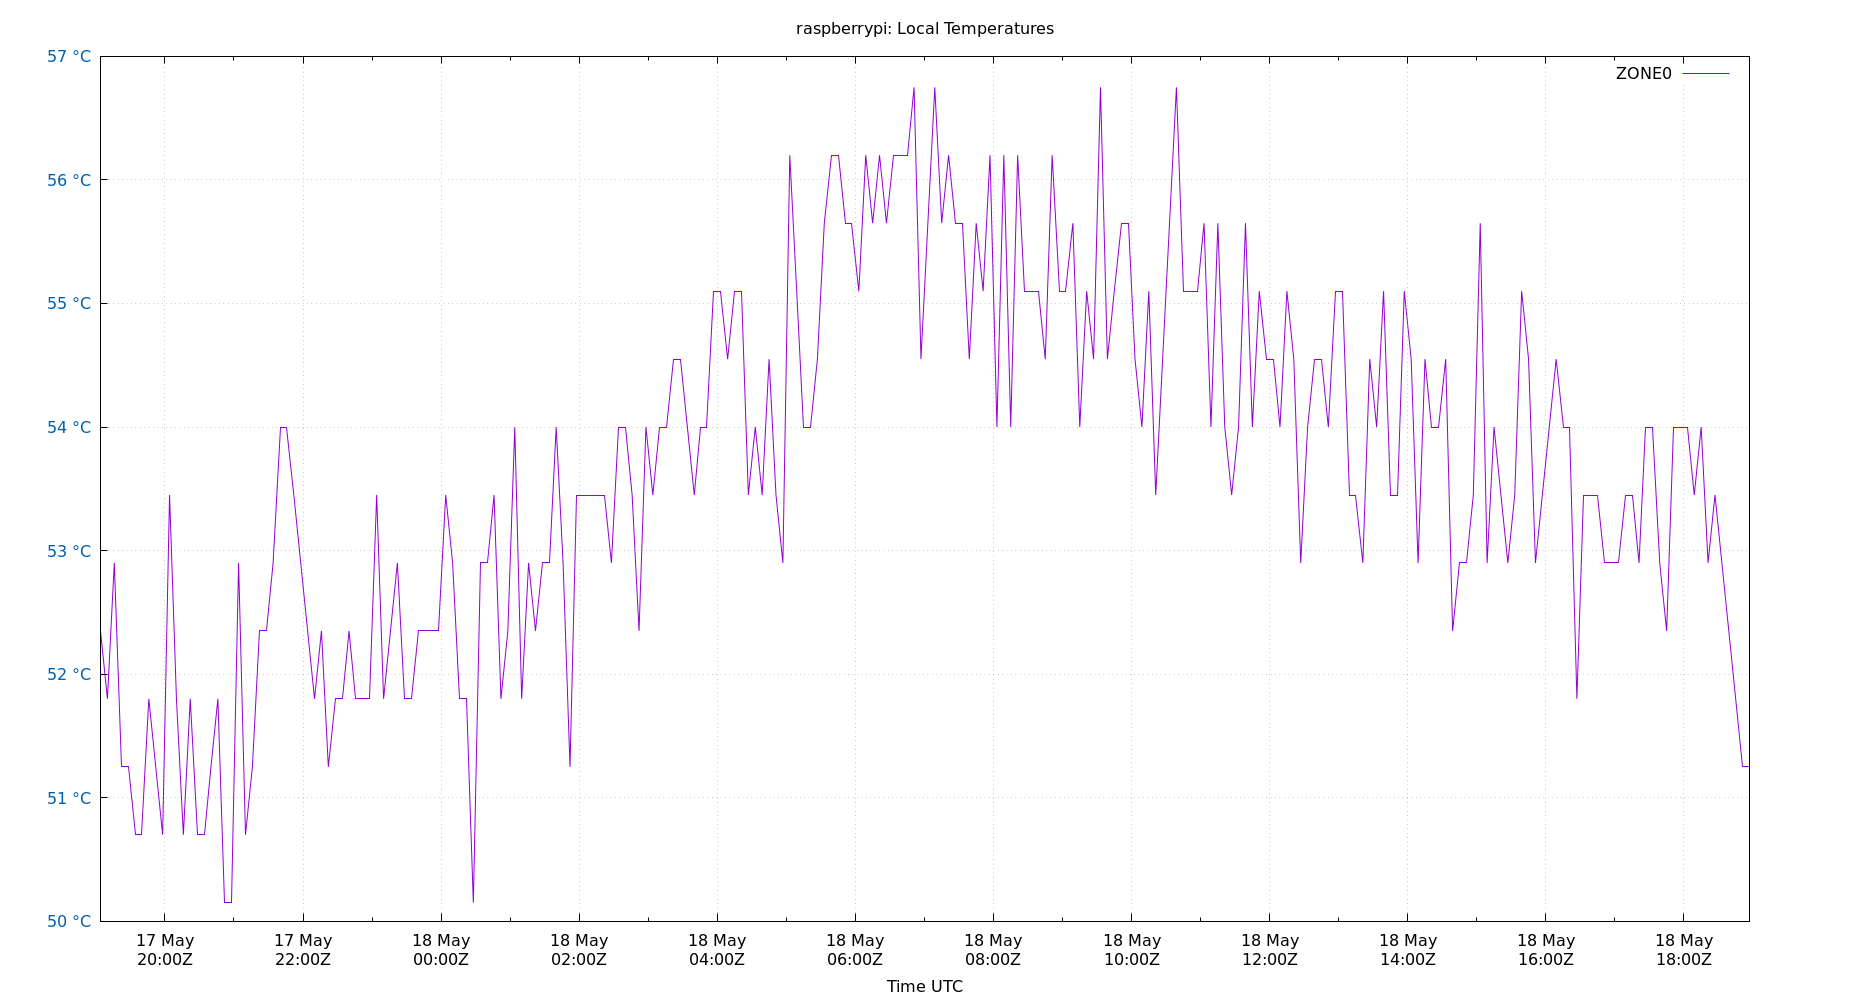 raspberrypi: Local Temperatures
57 °C
ZONE0
56 °C
55 °C
54 °C
53 °C
52 °C
51 °C
50 °C
17 May 17 May 18 May 18 May 18 May 18 May 18 May 18 May 18 May 18 May 18 May 18 May
20:00Z 22:00Z 00:00Z 02:00Z 04:00Z 06:00Z 08:00Z 10:00Z 12:00Z 14:00Z 16:00Z 18:00Z
Time UTC